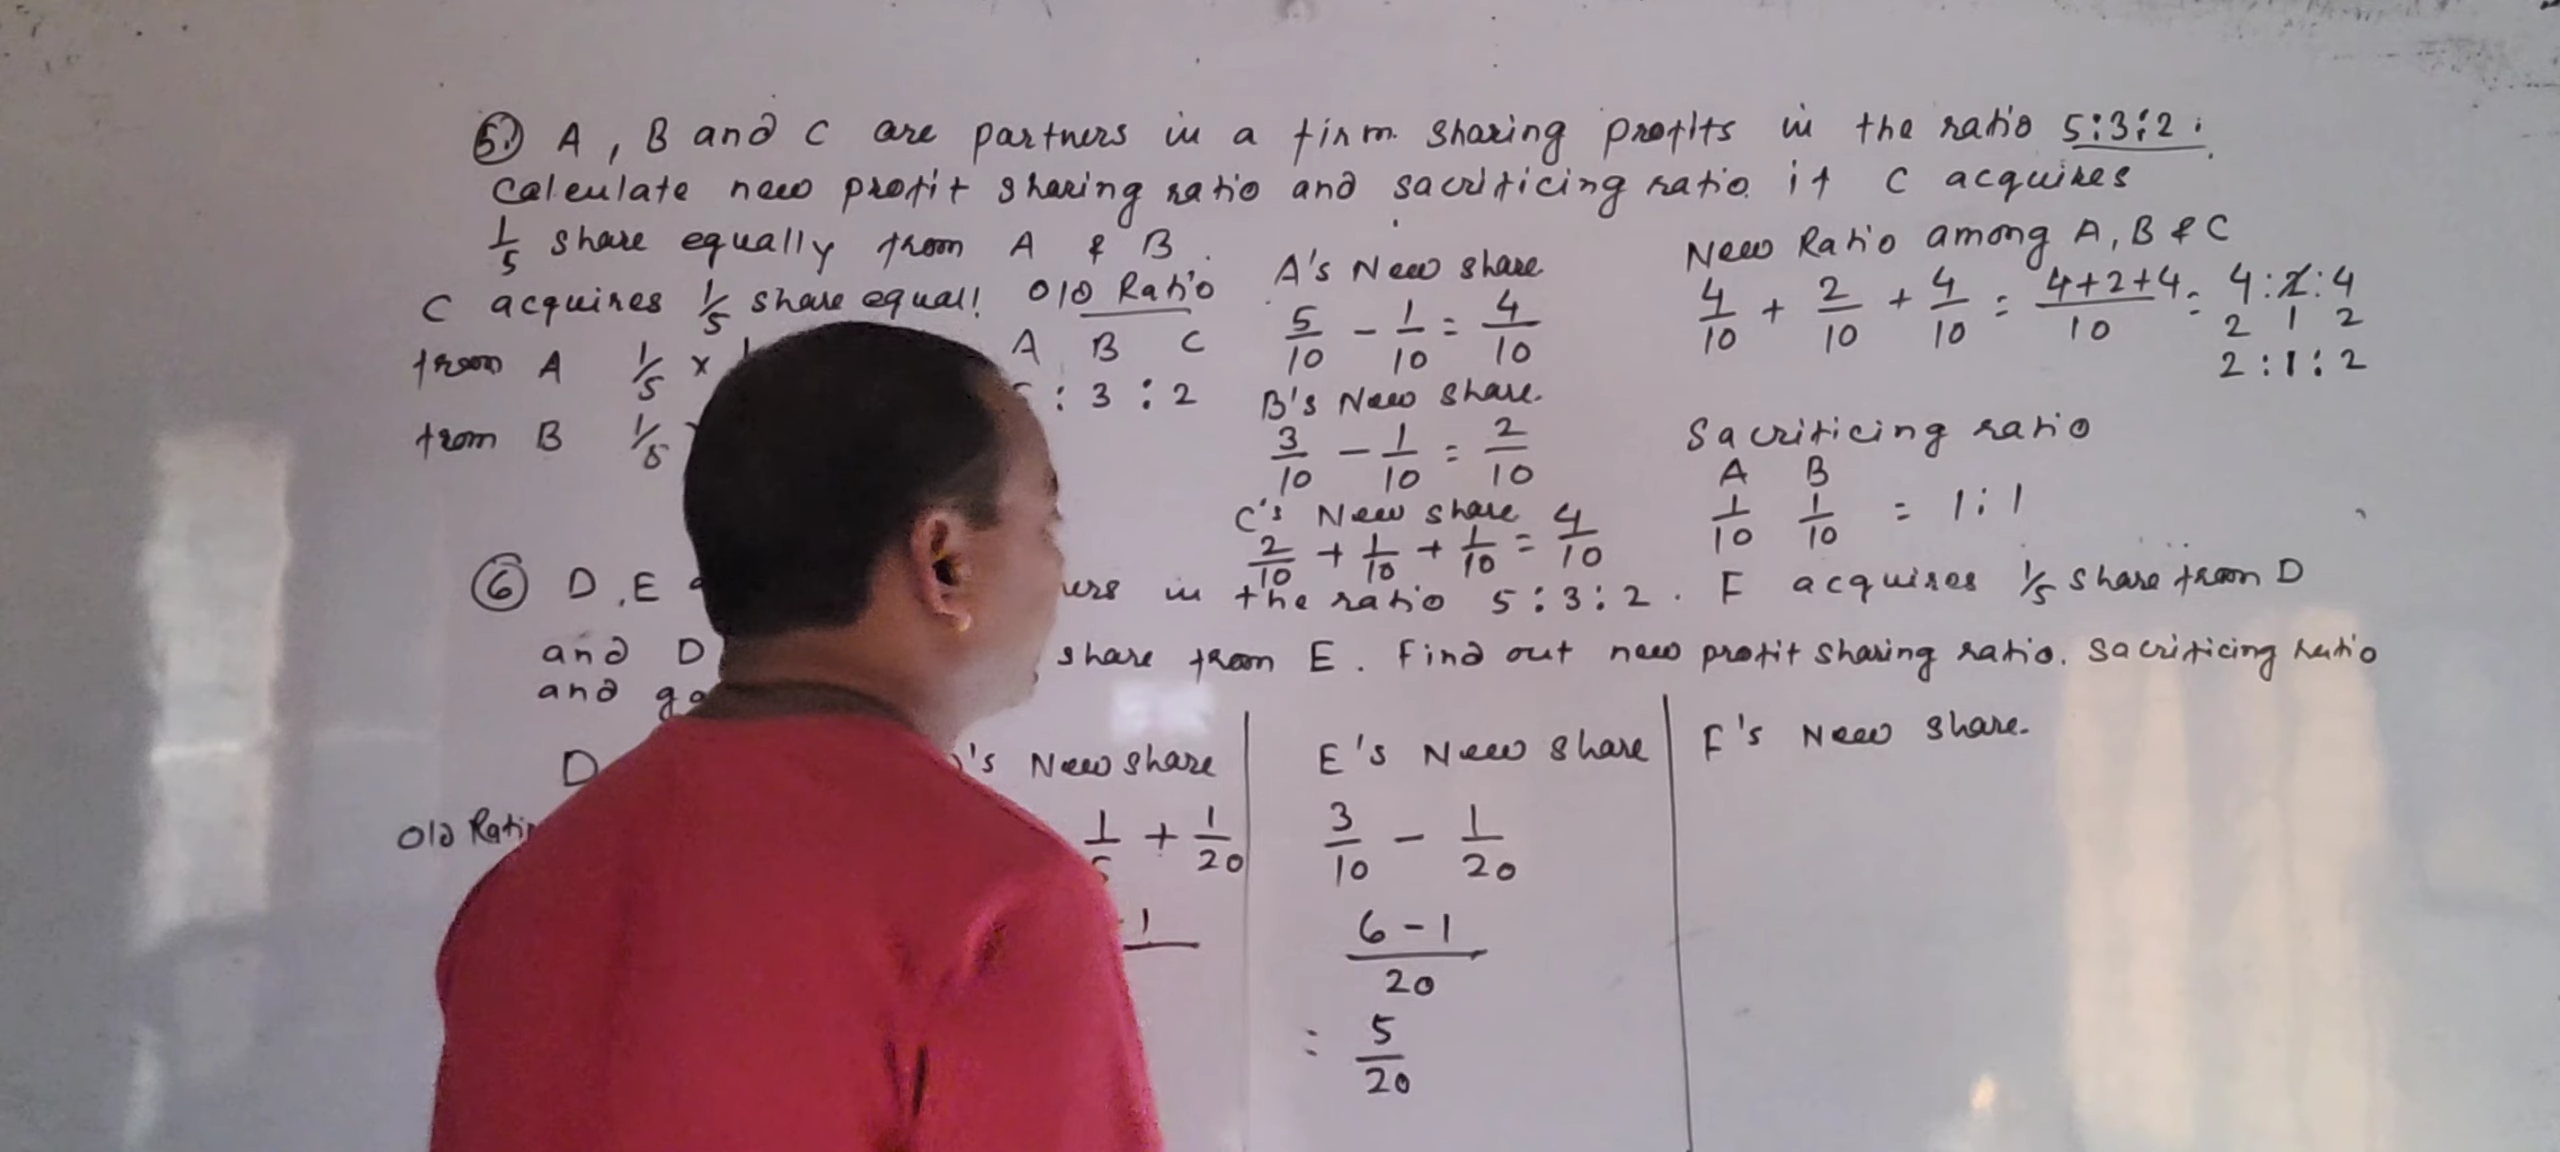 5. A, B and C are partners in a firm sharing profits in the ratio 5:3:2.
Calculate new profit sharing ratio and sacrificing ratio if C acquires
1/5 share equally from A & B.
C acquires 1/5 share equal
from A 1/5 ×
from B 1/5
Old Ratio
A B C
: 3 : 2
A's New share
5/10 - 1/10 = 4/10
B's New share.
3/10 - 1/10 = 2/10
C's New share
2/10 + 1/10 + 1/10 = 4/10
New Ratio among A, B & C
4/10 + 2/10 + 4/10 = 4+2+4/10 = 4:2:4
2 1 2
2:1:2
Sacrificing ratio
A B
1/10 1/10 = 1:1
6 D, E in the ratio 5:3:2. F acquires 1/5 share from D
and D share from E. Find out new profit sharing ratio. Sacrificing ratio
and
D
Old
's New share
1/5 + 1/20
1
E's New share
3/10 - 1/20
6-1/20
= 5/20
F's New share.